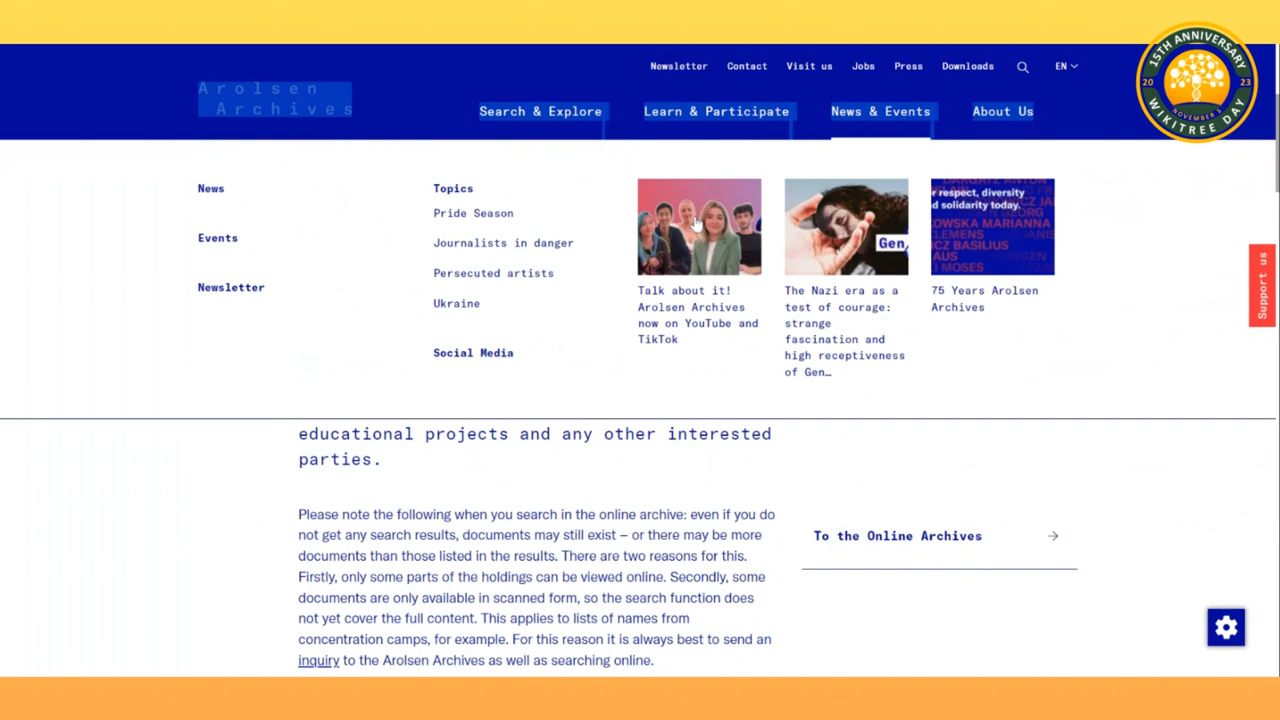 Newsletter Contact Visit us Jobs Press Downloads EN
Arolsen
Archives
Search & Explore Learn & Participate News & Events About Us
15TH ANNIVERSARY
20 23
NOVEMBER
WIKITREE DAY
News
Events
Newsletter
Topics
Pride Season
Journalists in danger
Persecuted artists
Ukraine
Social Media
Talk about it!
Arolsen Archives
now on YouTube and
TikTok
Gen
The Nazi era as a
test of courage:
strange
fascination and
high receptiveness
of Gen…
r respect, diversity
d solidarity today.
KOWSKA MARIANNA
CLEMENS
ICZ BASILIUS
I MOSES
75 Years Arolsen
Archives
Support us
educational projects and any other interested
parties.
Please note the following when you search in the online archive: even if you do
not get any search results, documents may still exist – or there may be more
documents than those listed in the results. There are two reasons for this.
Firstly, only some parts of the holdings can be viewed online. Secondly, some
documents are only available in scanned form, so the search function does
not yet cover the full content. This applies to lists of names from
concentration camps, for example. For this reason it is always best to send an
inquiry to the Arolsen Archives as well as searching online.
To the Online Archives